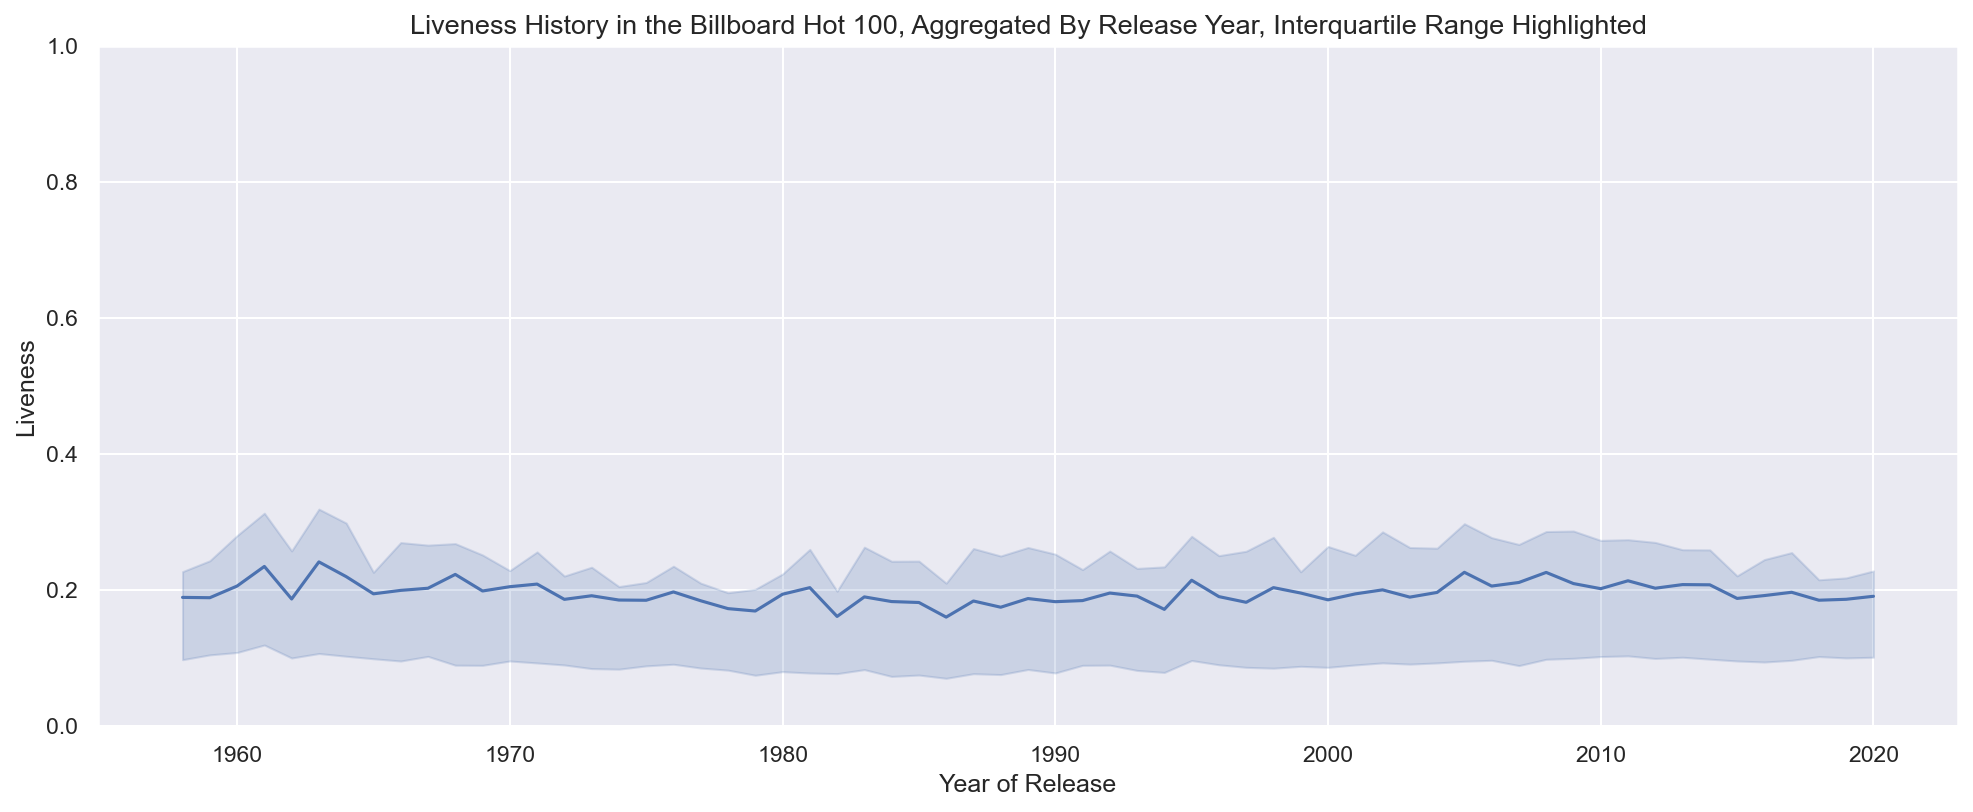 Liveness History in the Billboard Hot 100, Aggregated By Release Year, Interquartile Range Highlighted
1.0
0.8
0.6
0.4
0.2
0.0
Liveness
1960 1970 1980 1990 2000 2010 2020
Year of Release